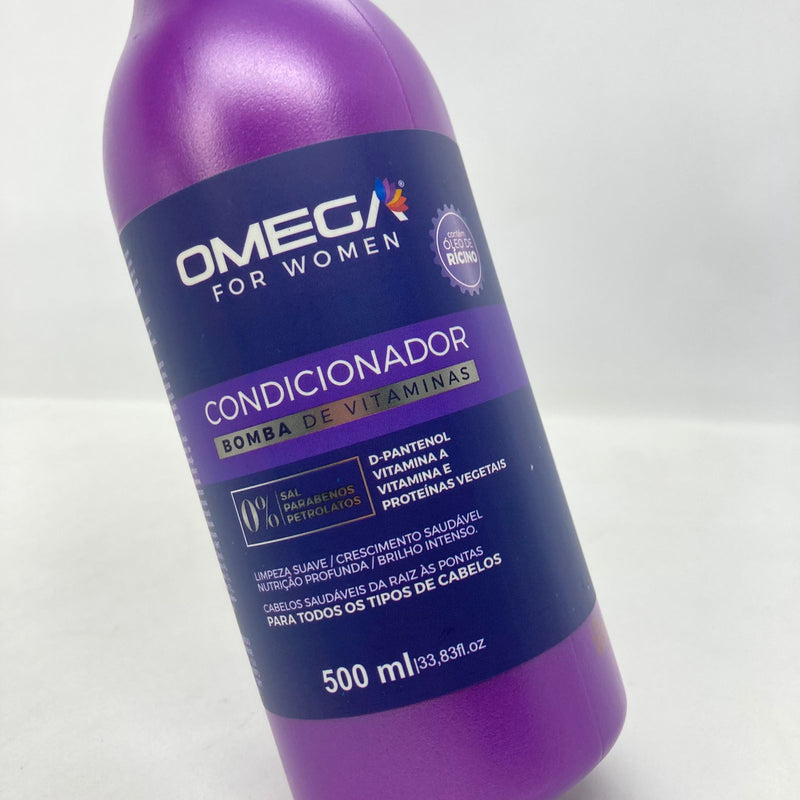 OMEGA®
FOR WOMEN
contém
ÓLEO DE
RÍCINO
CONDICIONADOR
BOMBA DE VITAMINAS
0%
SAL
PARABENOS
PETROLATOS
D-PANTENOL
VITAMINA A
VITAMINA E
PROTEÍNAS VEGETAIS
LIMPEZA SUAVE / CRESCIMENTO SAUDÁVEL
NUTRIÇÃO PROFUNDA / BRILHO INTENSO.
CABELOS SAUDÁVEIS DA RAIZ ÀS PONTAS
PARA TODOS OS TIPOS DE CABELOS
500 ml|33,83fl.oz